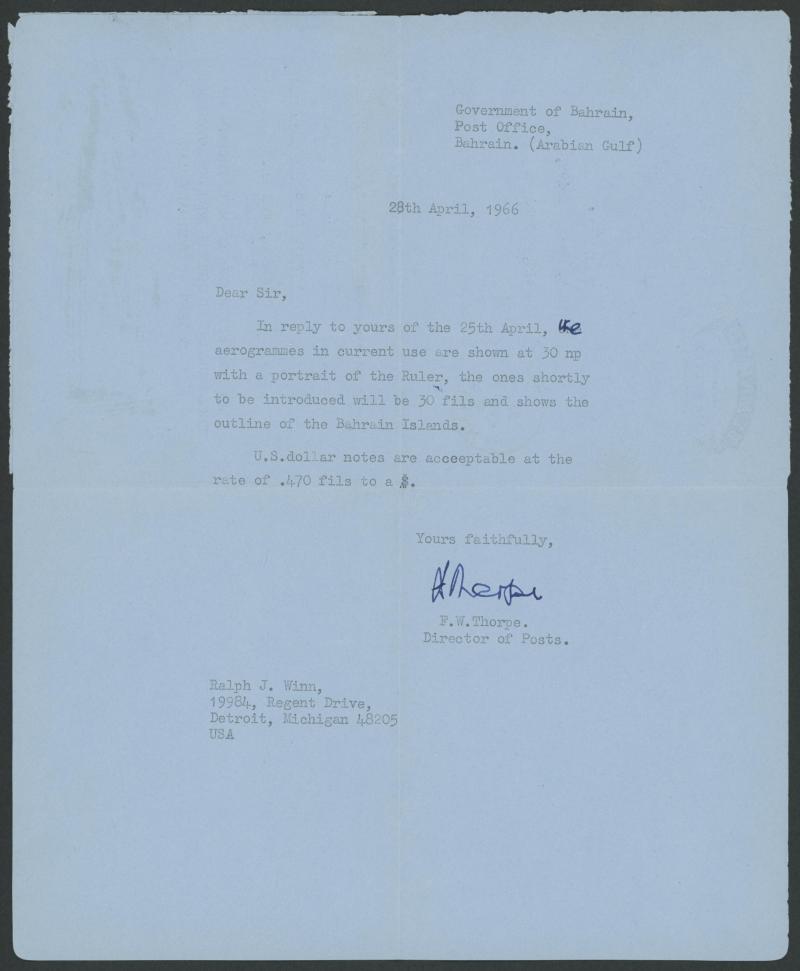 Government of Bahrain,
Post Office,
Bahrain. (Arabian Gulf)
28th April, 1966
Dear Sir,
In reply to yours of the 25th April, the
aerogrammes in current use are shown at 30 np
with a portrait of the Ruler, the ones shortly
to be introduced will be 30 fils and shows the
outline of the Bahrain Islands.
U.S.dollar notes are acceptable at the
rate of .470 fils to a $.
Yours faithfully,
F.W.Thorpe.
Director of Posts.
Ralph J. Winn,
19984, Regent Drive,
Detroit, Michigan 48205
USA